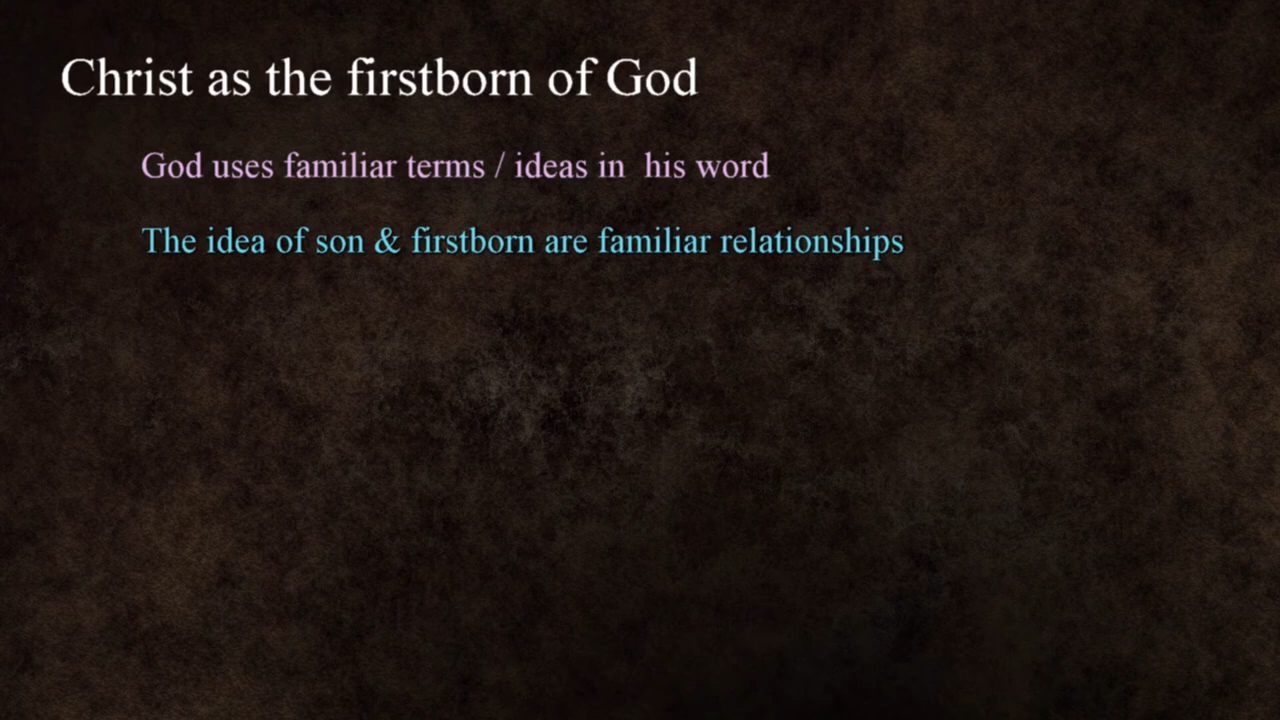 Christ as the firstborn of God
God uses familiar terms / ideas in  his word
The idea of son & firstborn are familiar relationships